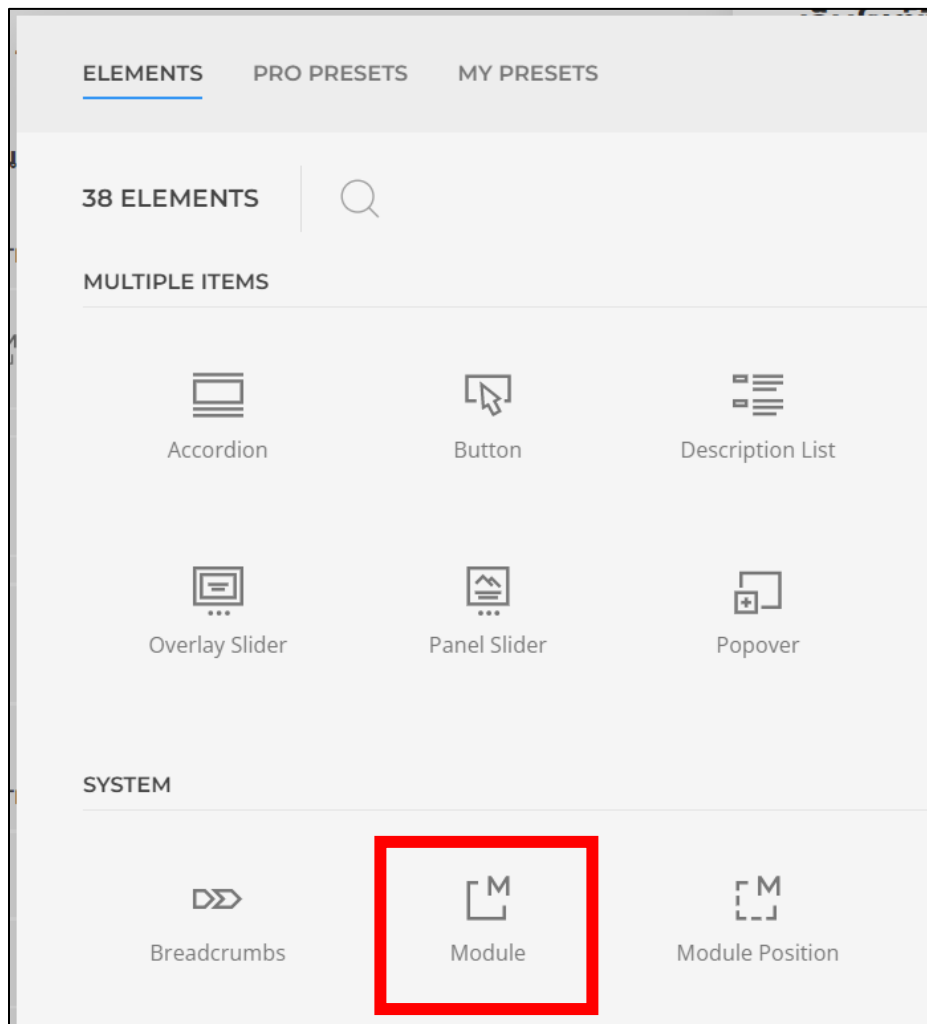 ELEMENTS PRO PRESETS MY PRESETS
38 ELEMENTS
MULTIPLE ITEMS
Accordion Button Description List
Overlay Slider Panel Slider Popover
SYSTEM
Breadcrumbs Module Module Position